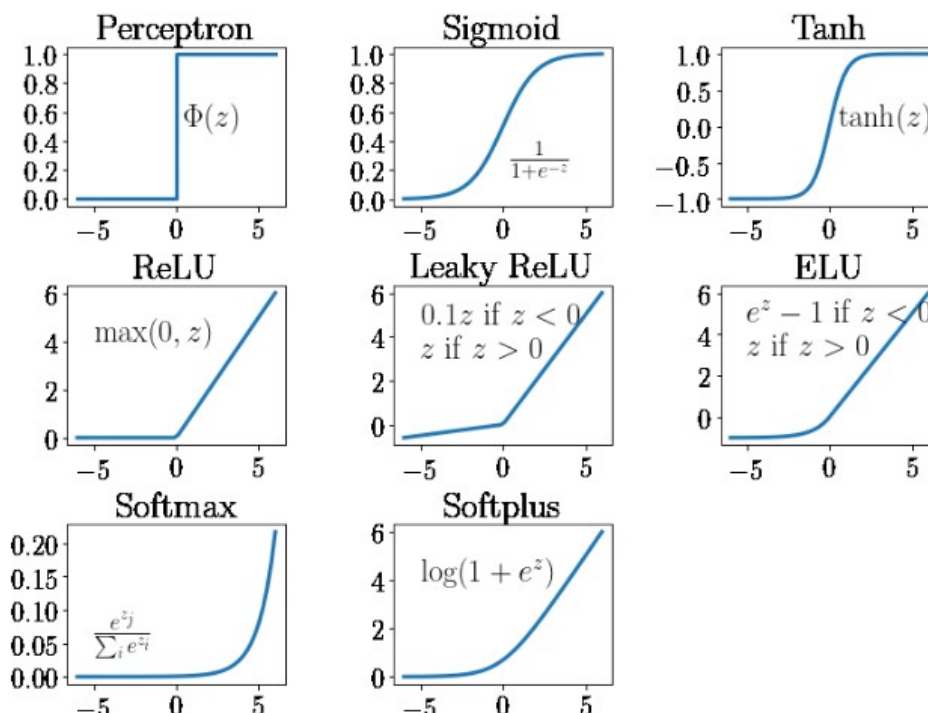 Perceptron
1.0
0.8
0.6
0.4
0.2
0.0
Φ(z)
−5 0 5
Sigmoid
1.0
0.8
0.6
0.4
0.2
0.0
1/(1+e^{−z})
−5 0 5
Tanh
1.0
0.5
0.0
−0.5
−1.0
tanh(z)
−5 0 5
ReLU
6
4
2
0
max(0, z)
−5 0 5
Leaky ReLU
6
4
2
0
0.1z if z < 0
z if z > 0
−5 0 5
ELU
6
4
2
0
e^z − 1 if z < 0
z if z > 0
−5 0 5
Softmax
0.20
0.15
0.10
0.05
0.00
e^{z_j}/∑_i e^{z_i}
−5 0 5
Softplus
6
4
2
0
log(1 + e^z)
−5 0 5